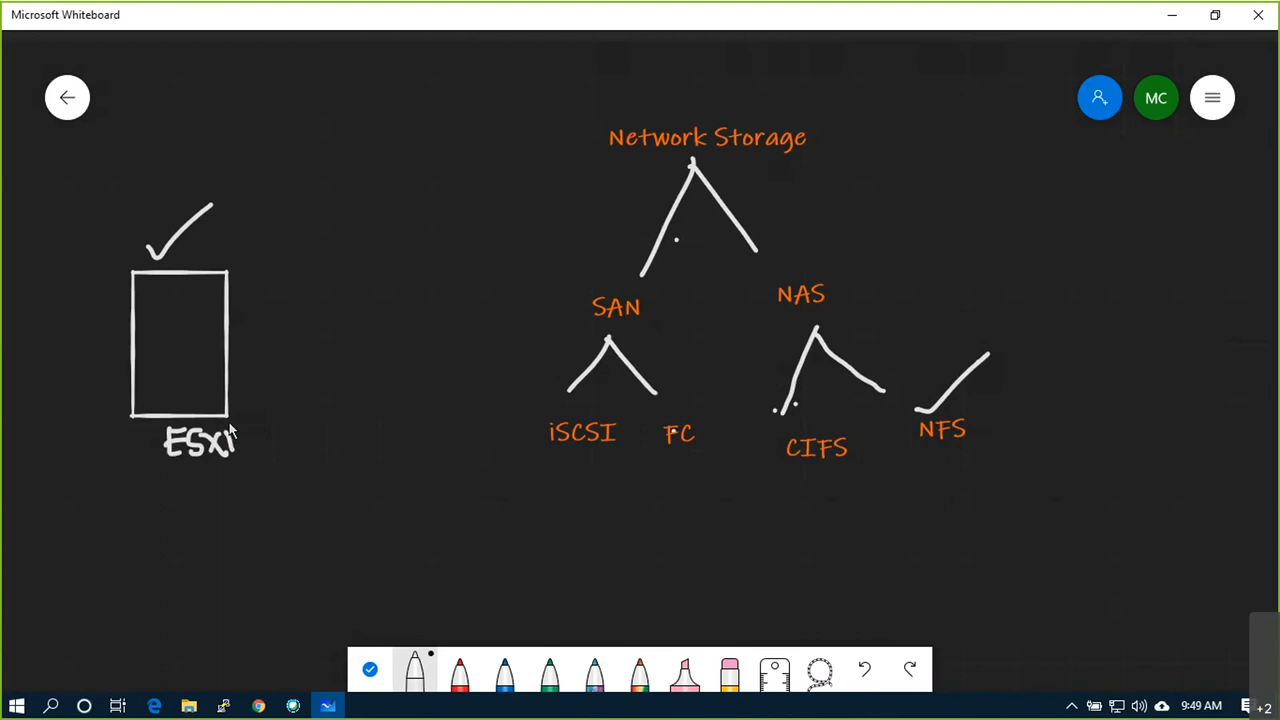 Microsoft Whiteboard
MC
Network Storage
SAN
NAS
iSCSI
FC
CIFS
NFS
ESXi
9:49 AM
+2